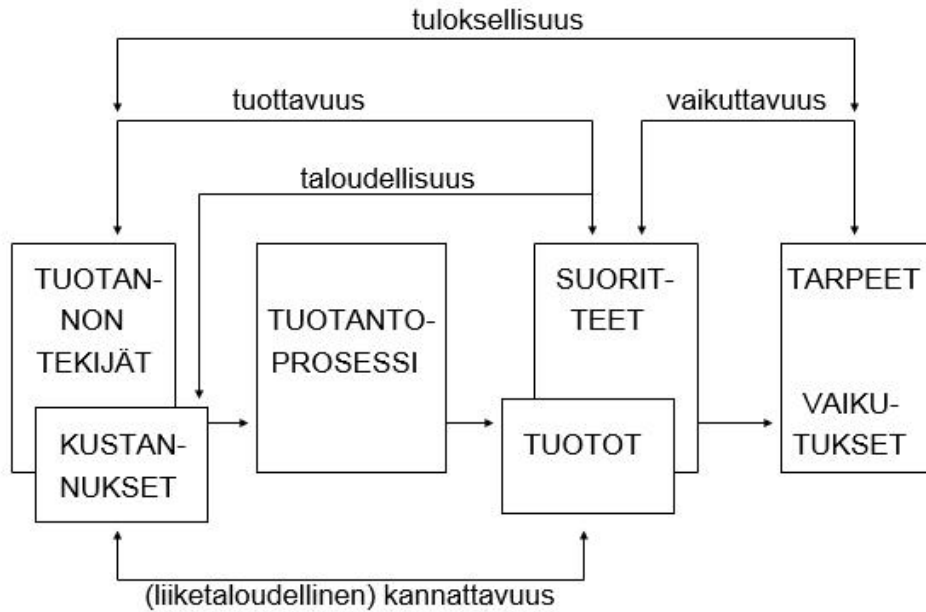 tuloksellisuus
tuottavuus
vaikuttavuus
taloudellisuus
TUOTAN-
NON
TEKIJÄT
KUSTAN-
NUKSET
TUOTANTO-
PROSESSI
SUORIT-
TEET
TUOTOT
TARPEET
VAIKU-
TUKSET
(liiketaloudellinen) kannattavuus